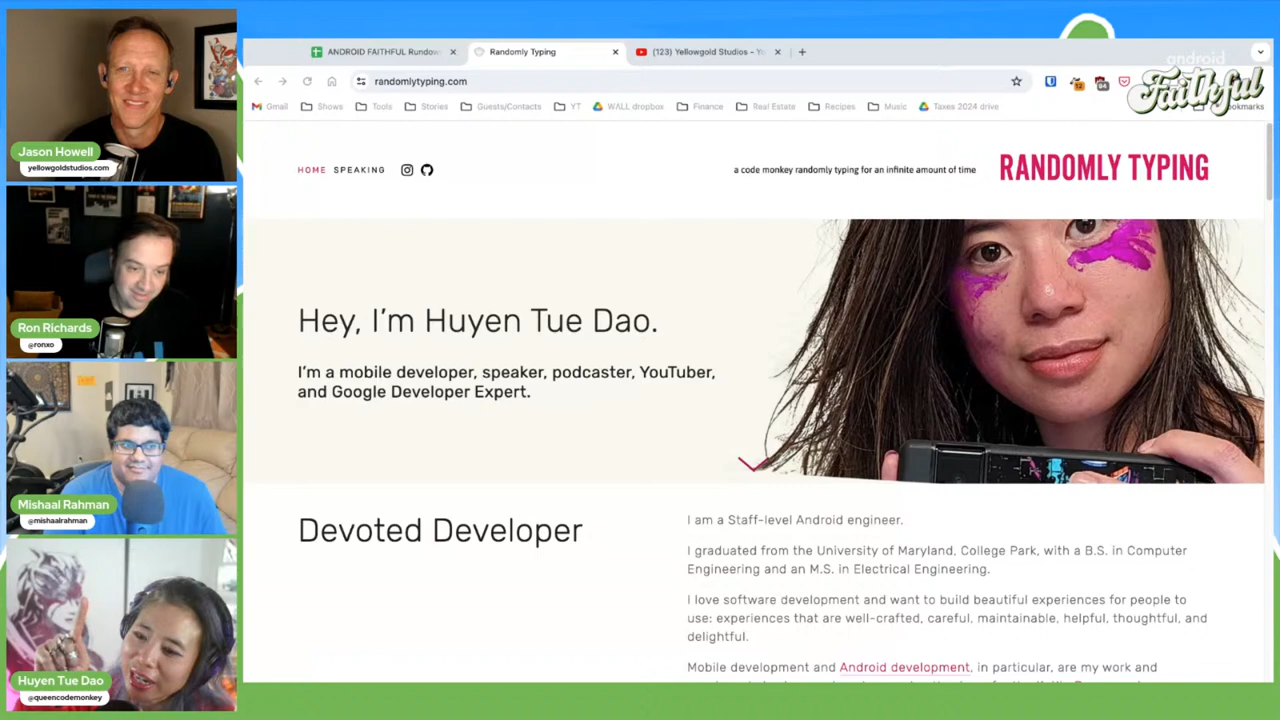 Jason Howell
yellowgoldstudios.com
Ron Richards
@ronxo
Mishaal Rahman
@mishaalrahman
Huyen Tue Dao
@queencodemonkey
ANDROID FAITHFUL Rundow
Randomly Typing
(123) Yellowgold Studios - Yo
randomlytyping.com
android
Faithful
Gmail
Shows
Tools
Stories
Guests/Contacts
YT
WALL dropbox
Finance
Real Estate
Recipes
Music
Taxes 2024 drive
HOME SPEAKING
a code monkey randomly typing for an infinite amount of time
RANDOMLY TYPING
Hey, I'm Huyen Tue Dao.
I'm a mobile developer, speaker, podcaster, YouTuber,
and Google Developer Expert.
Devoted Developer
I am a Staff-level Android engineer.
I graduated from the University of Maryland, College Park, with a B.S. in Computer
Engineering and an M.S. in Electrical Engineering.
I love software development and want to build beautiful experiences for people to
use: experiences that are well-crafted, careful, maintainable, helpful, thoughtful, and
delightful.
Mobile development and Android development, in particular, are my work and